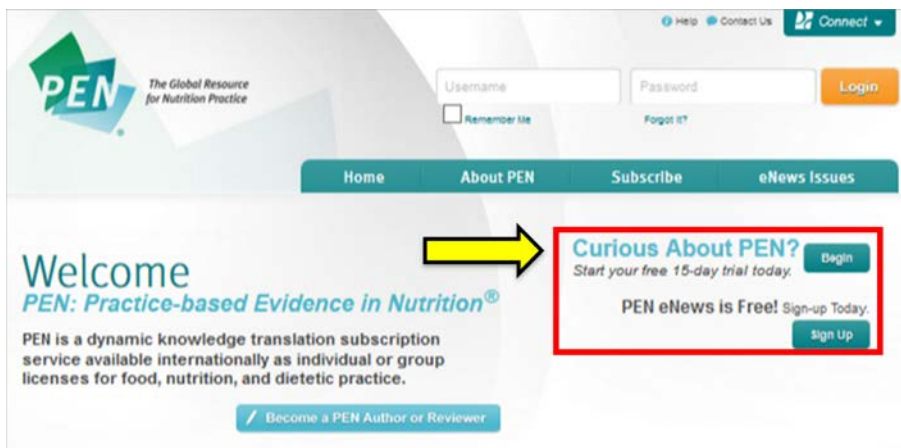 Help Contact Us Connect
PEN
The Global Resource
for Nutrition Practice
Username Password Login
Remember Me Forgot It?
Home About PEN Subscribe eNews Issues
Curious About PEN? Begin
Start your free 15-day trial today.
PEN eNews is Free! Sign-up Today.
Sign Up
Welcome
PEN: Practice-based Evidence in Nutrition®
PEN is a dynamic knowledge translation subscription
service available internationally as individual or group
licenses for food, nutrition, and dietetic practice.
Become a PEN Author or Reviewer